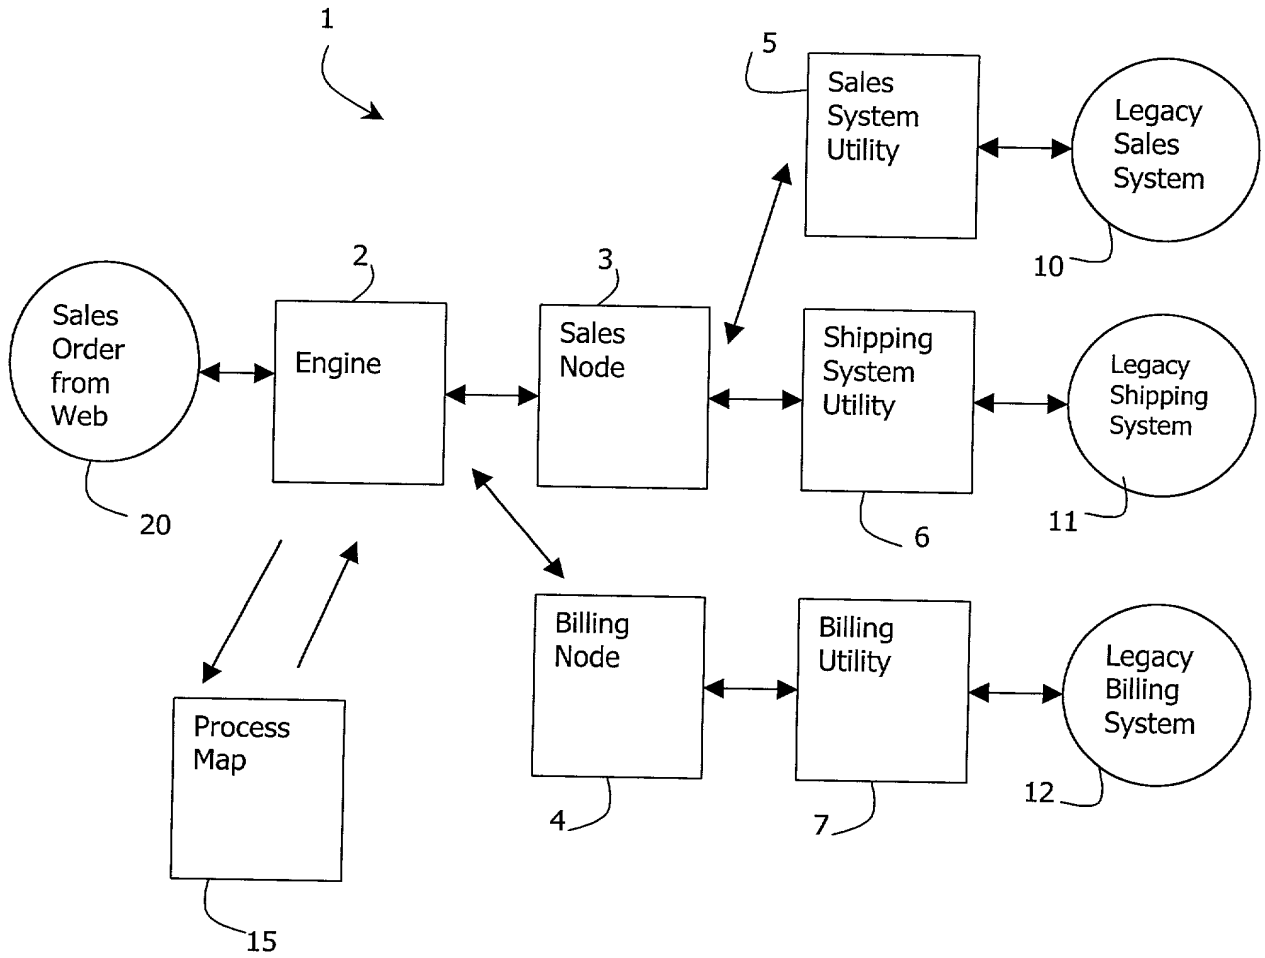 1
5
Sales
System
Utility
Legacy
Sales
System
10
2
3
Sales
Order
from
Web
20
Engine
Sales
Node
Shipping
System
Utility
6
Legacy
Shipping
System
11
Process
Map
15
Billing
Node
4
Billing
Utility
7
Legacy
Billing
System
12